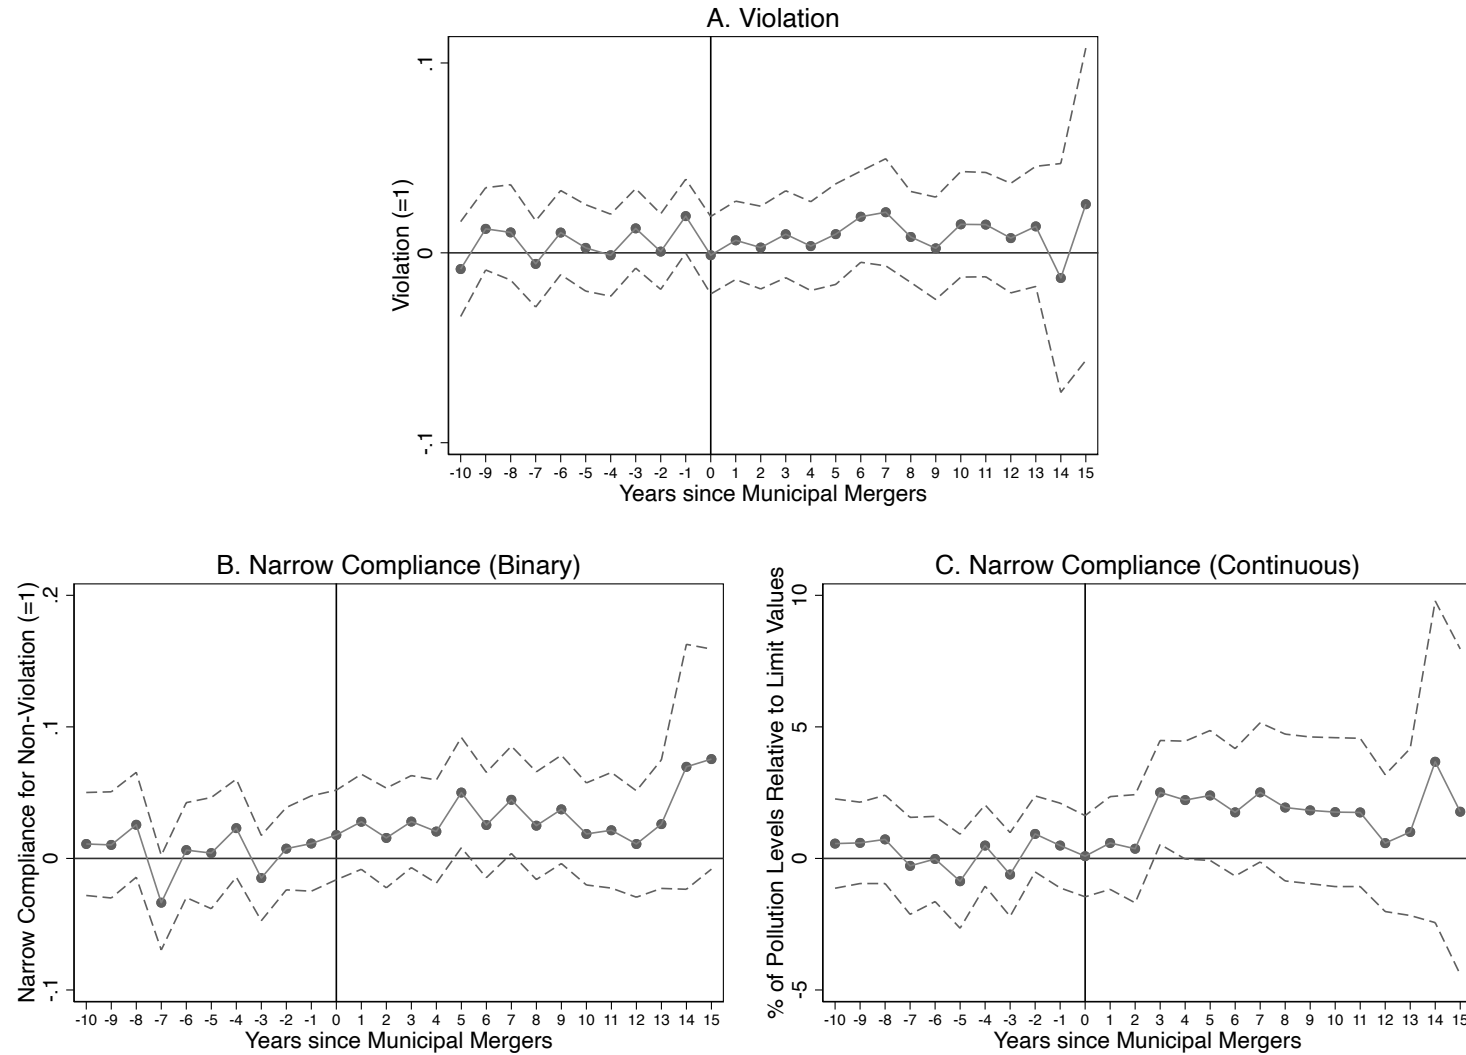 A. Violation
Violation (=1)
.1
0
-.1
-10 -9 -8 -7 -6 -5 -4 -3 -2 -1 0 1 2 3 4 5 6 7 8 9 10 11 12 13 14 15
Years since Municipal Mergers
B. Narrow Compliance (Binary)
Narrow Compliance for Non-Violation (=1)
.2
.1
0
-.1
-10 -9 -8 -7 -6 -5 -4 -3 -2 -1 0 1 2 3 4 5 6 7 8 9 10 11 12 13 14 15
Years since Municipal Mergers
C. Narrow Compliance (Continuous)
% of Pollution Levels Relative to Limit Values
10
5
0
-5
-10 -9 -8 -7 -6 -5 -4 -3 -2 -1 0 1 2 3 4 5 6 7 8 9 10 11 12 13 14 15
Years since Municipal Mergers